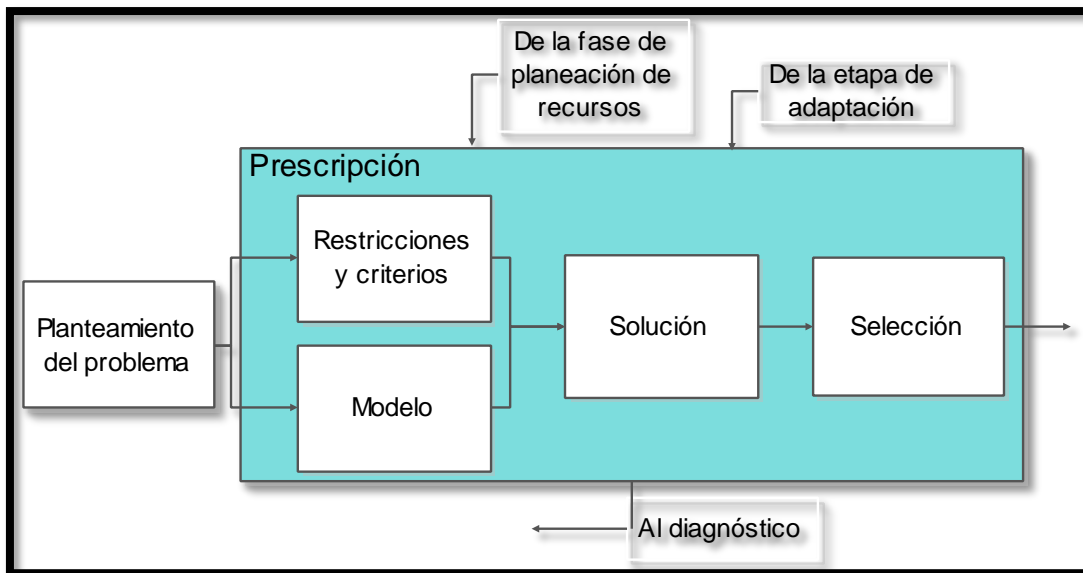 De la fase de
planeación de
recursos
De la etapa de
adaptación
Prescripción
Planteamiento
del problema
Restricciones
y criterios
Modelo
Solución
Selección
Al diagnóstico